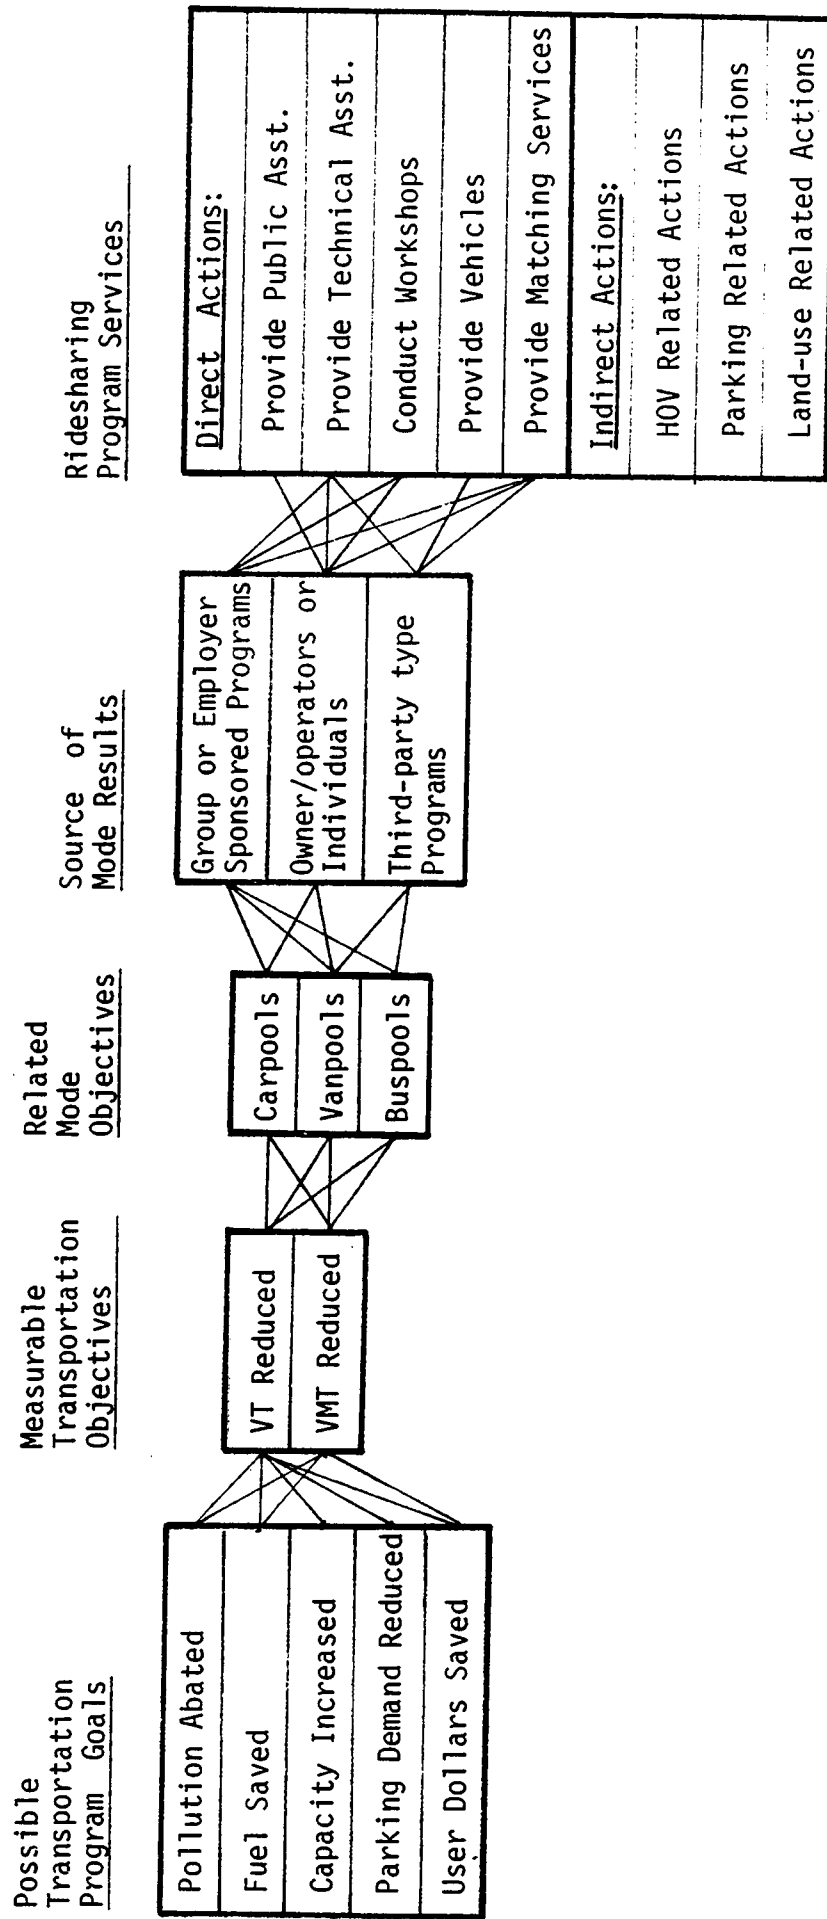 Possible
Transportation
Program Goals
Pollution Abated
Fuel Saved
Capacity Increased
Parking Demand Reduced
User Dollars Saved
Measurable
Transportation
Objectives
VT Reduced
VMT Reduced
Related
Mode
Objectives
Carpools
Vanpools
Buspools
Source of
Mode Results
Group or Employer
Sponsored Programs
Owner/operators or
Individuals
Third-party type
Programs
Ridesharing
Program Services
Direct Actions:
Provide Public Asst.
Provide Technical Asst.
Conduct Workshops
Provide Vehicles
Provide Matching Services
Indirect Actions:
HOV Related Actions
Parking Related Actions
Land-use Related Actions